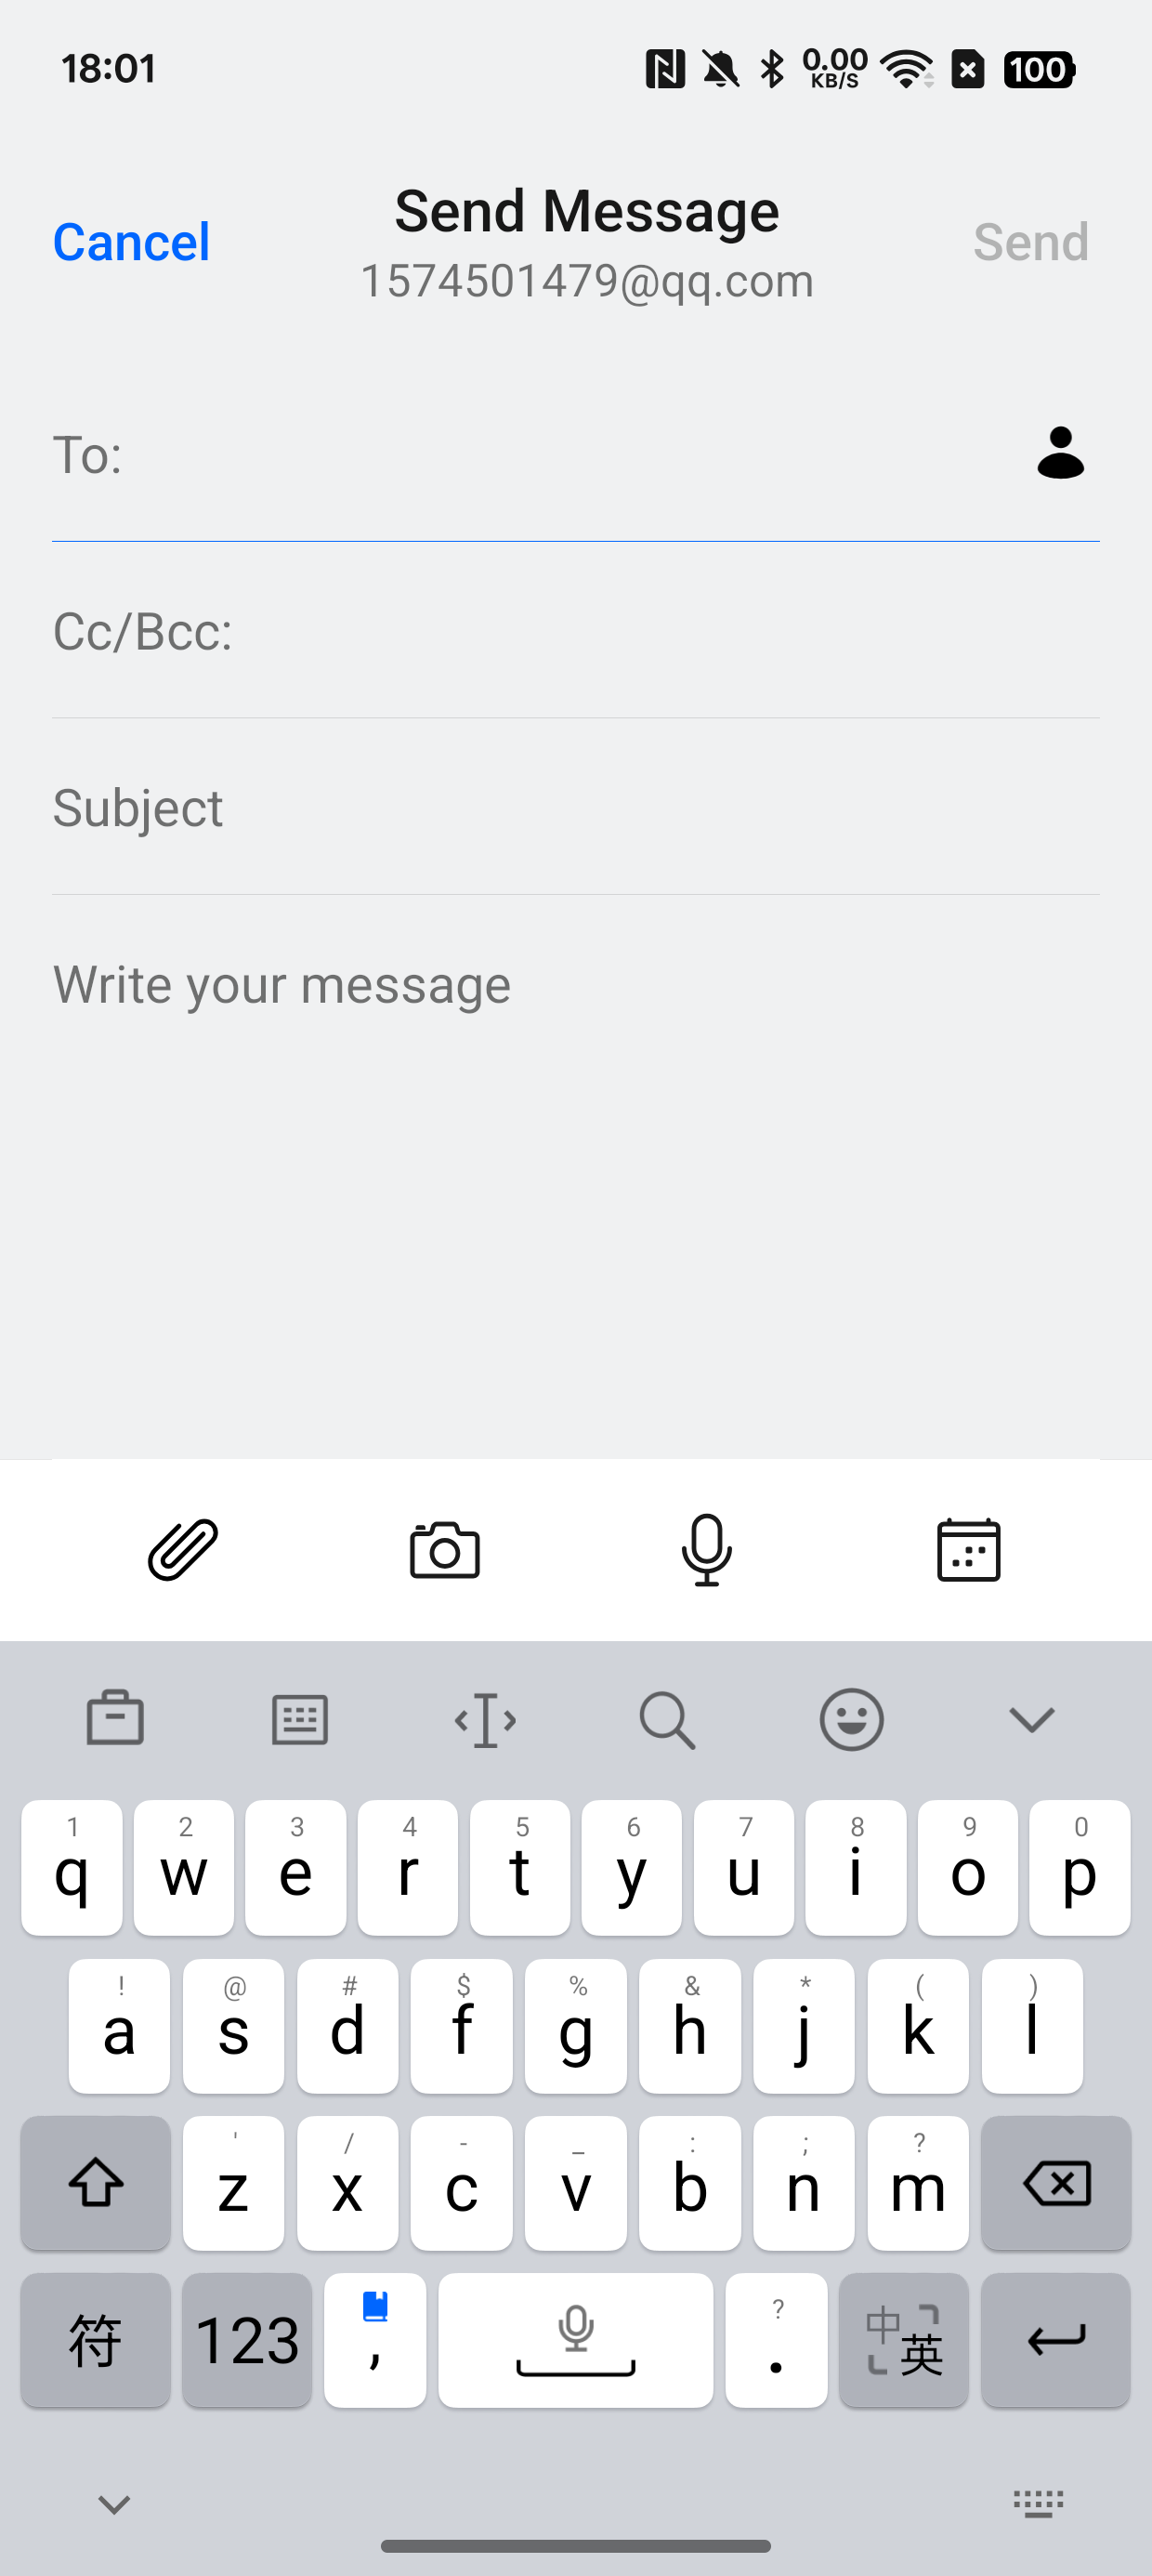 18:01 0.00 KB/S 100
Cancel Send Message Send
1574501479@qq.com
To:
Cc/Bcc:
Subject
Write your message
1 2 3 4 5 6 7 8 9 0
q w e r t y u i o p
! @ # $ % & * ( )
a s d f g h j k l
' / - _ : ; ?
z x c v b n m
符 123 , ? . 中 英